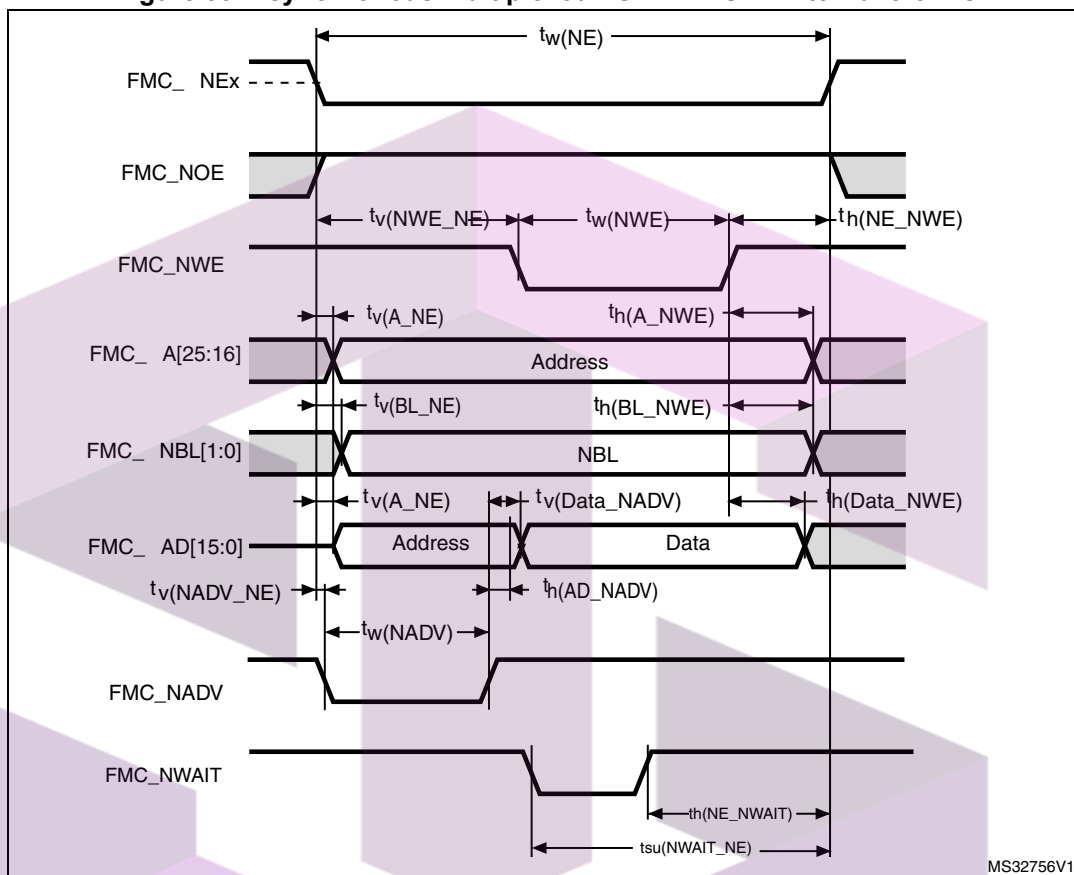 tw(NE)
FMC_ NEx
FMC_NOE
tv(NWE_NE)
tw(NWE)
th(NE_NWE)
FMC_NWE
tv(A_NE)
th(A_NWE)
FMC_ A[25:16]
Address
tv(BL_NE)
th(BL_NWE)
FMC_ NBL[1:0]
NBL
tv(A_NE)
tv(Data_NADV)
th(Data_NWE)
FMC_ AD[15:0]
Address
Data
tv(NADV_NE)
th(AD_NADV)
tw(NADV)
FMC_NADV
FMC_NWAIT
th(NE_NWAIT)
tsu(NWAIT_NE)
MS32756V1